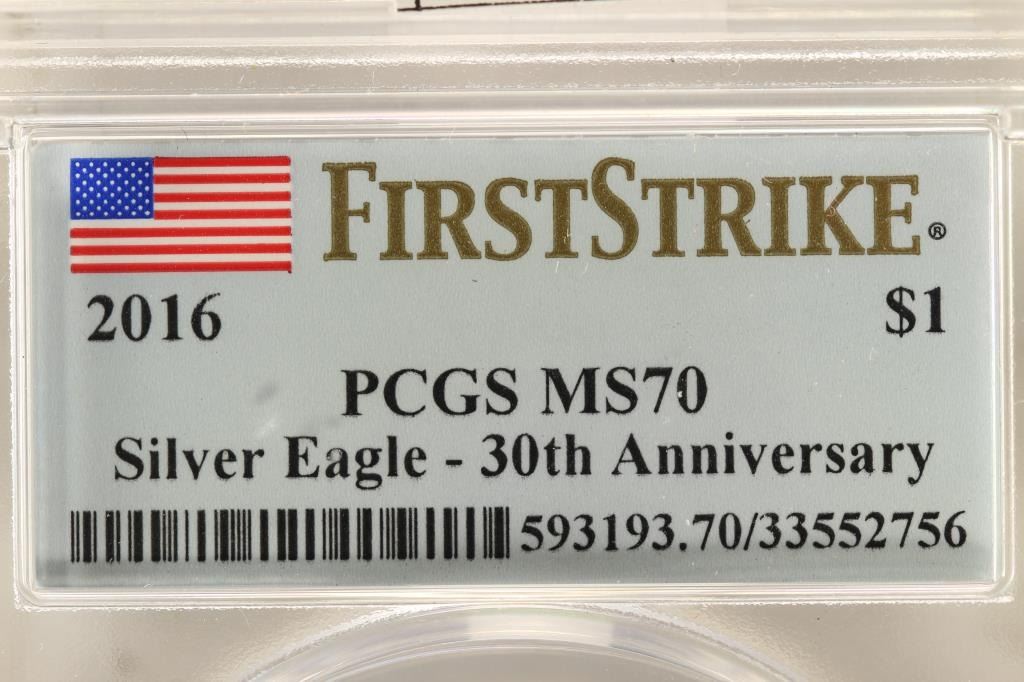 FIRSTSTRIKE®
2016 $1
PCGS MS70
Silver Eagle - 30th Anniversary
593193.70/33552756